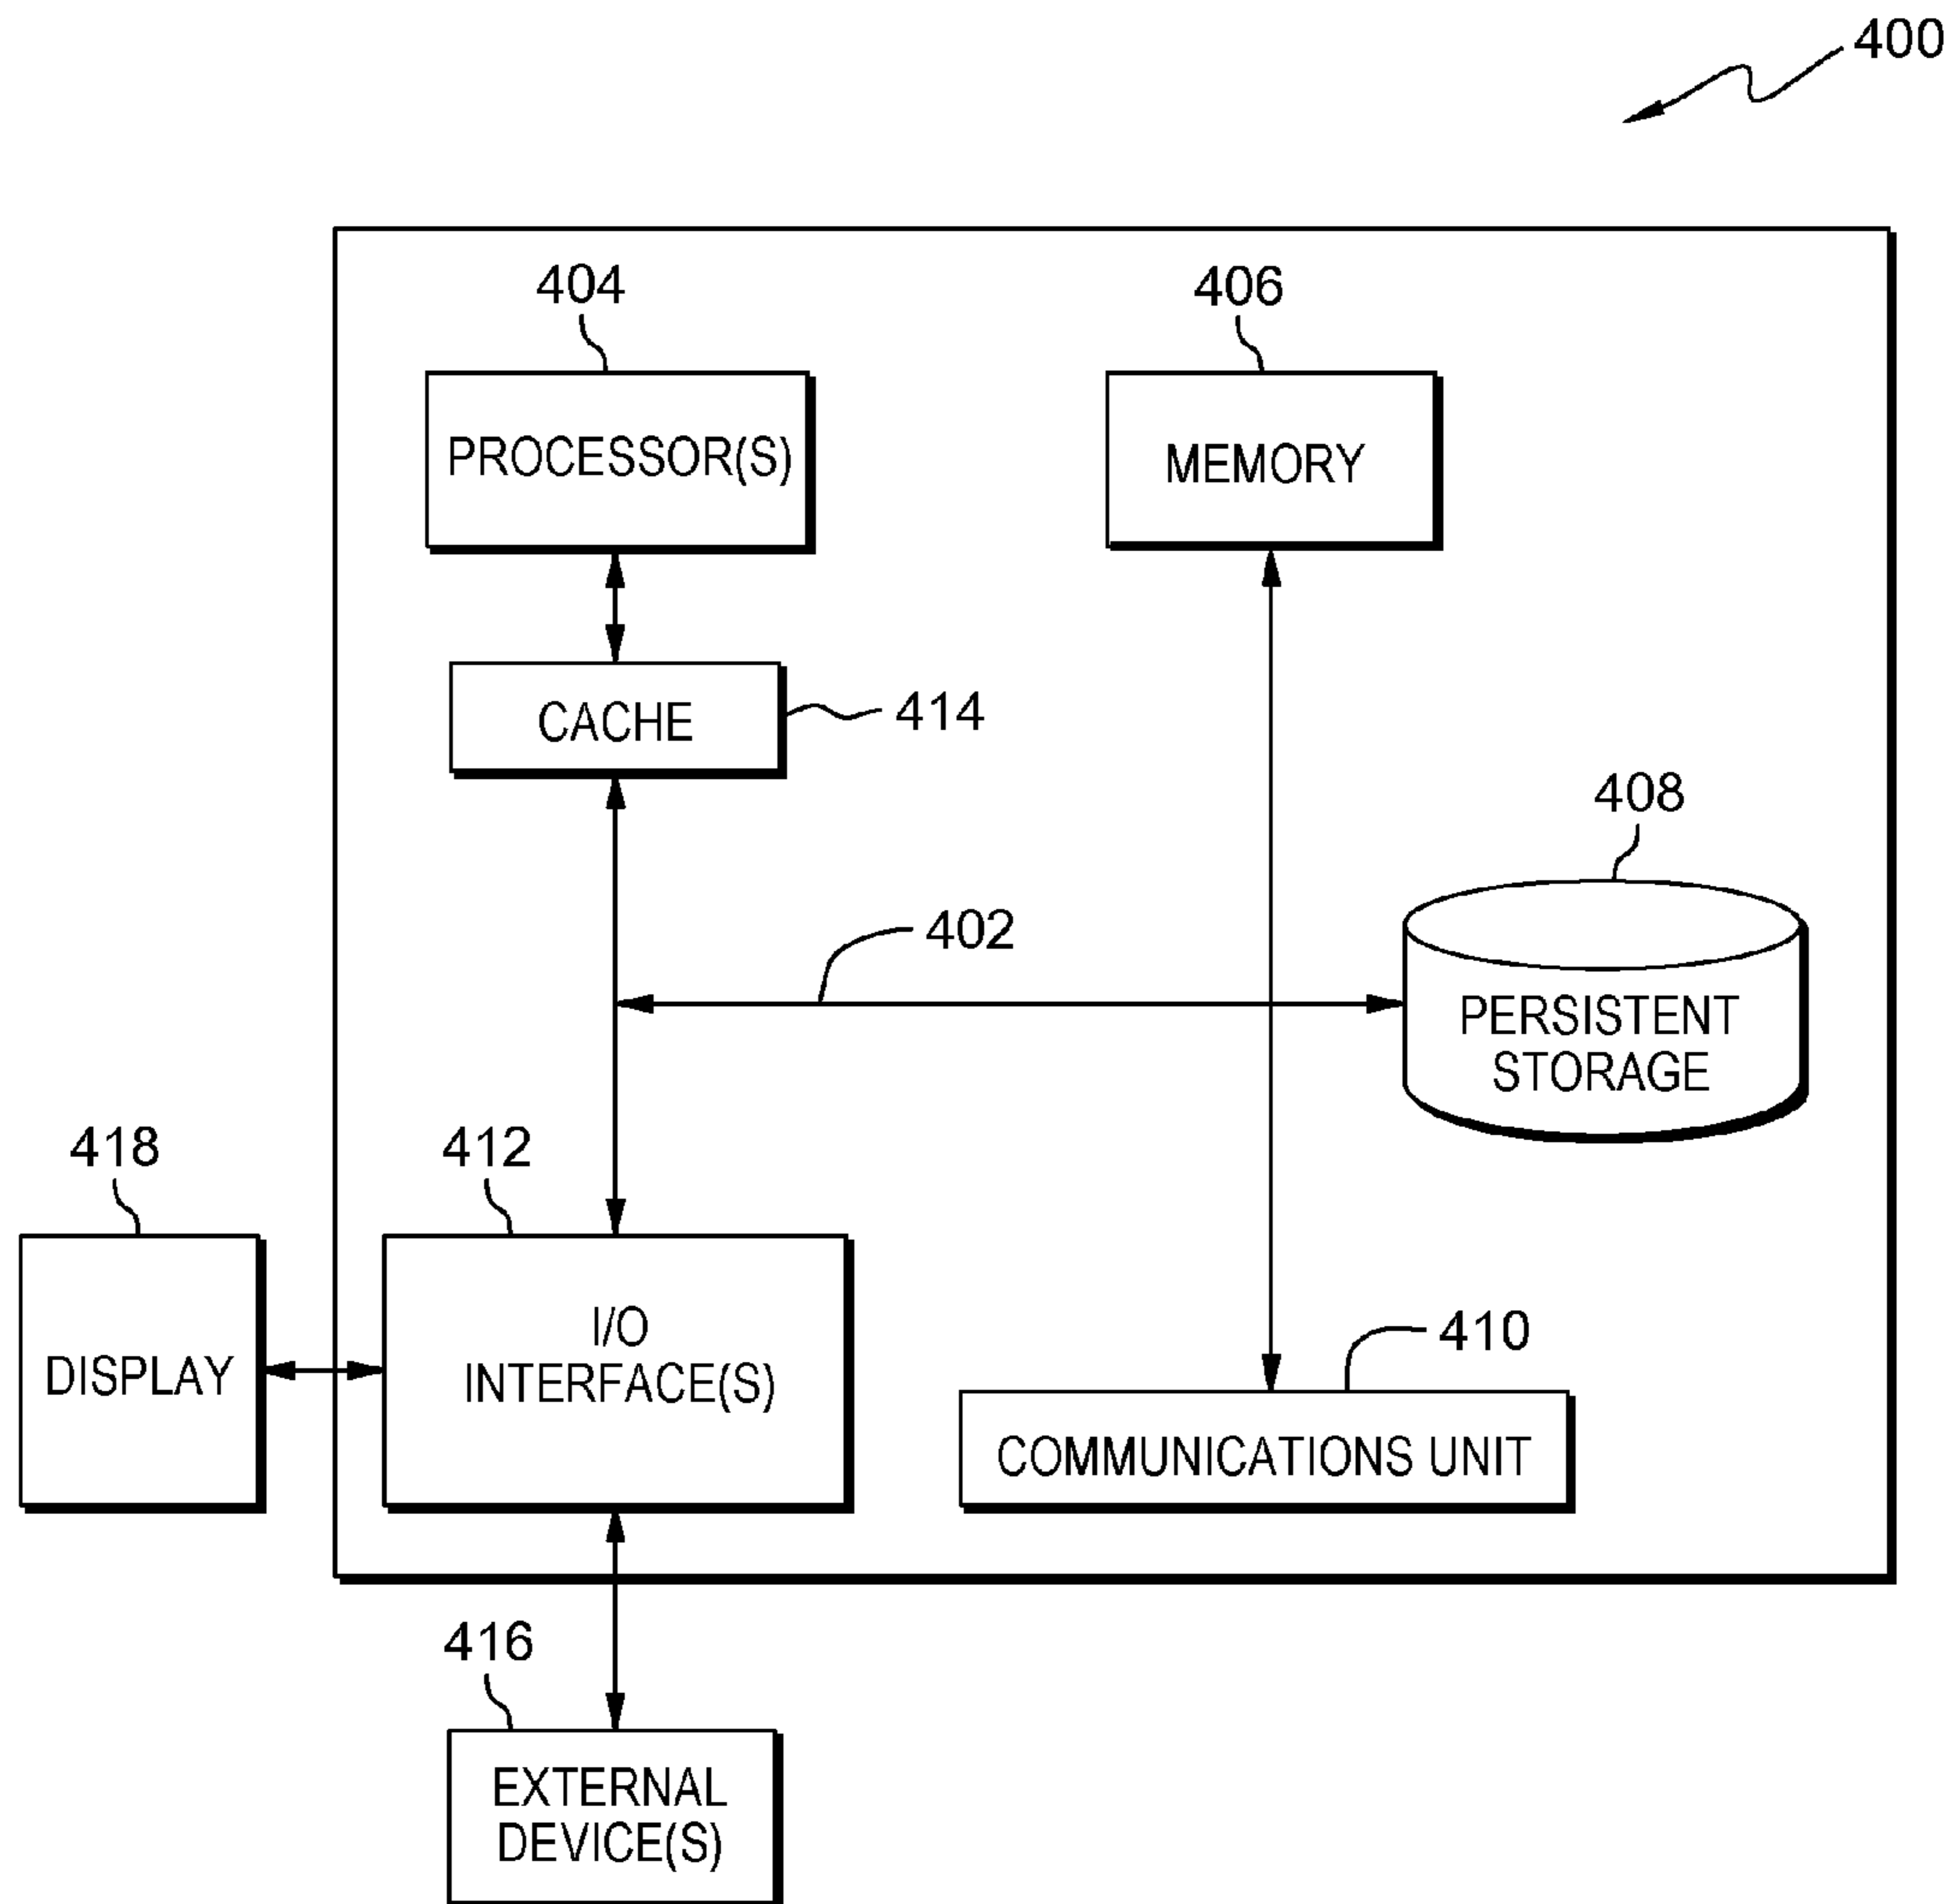 400
404
PROCESSOR(S)
406
MEMORY
CACHE
414
408
402
PERSISTENT
STORAGE
418
DISPLAY
412
I/O
INTERFACE(S)
410
COMMUNICATIONS UNIT
416
EXTERNAL
DEVICE(S)